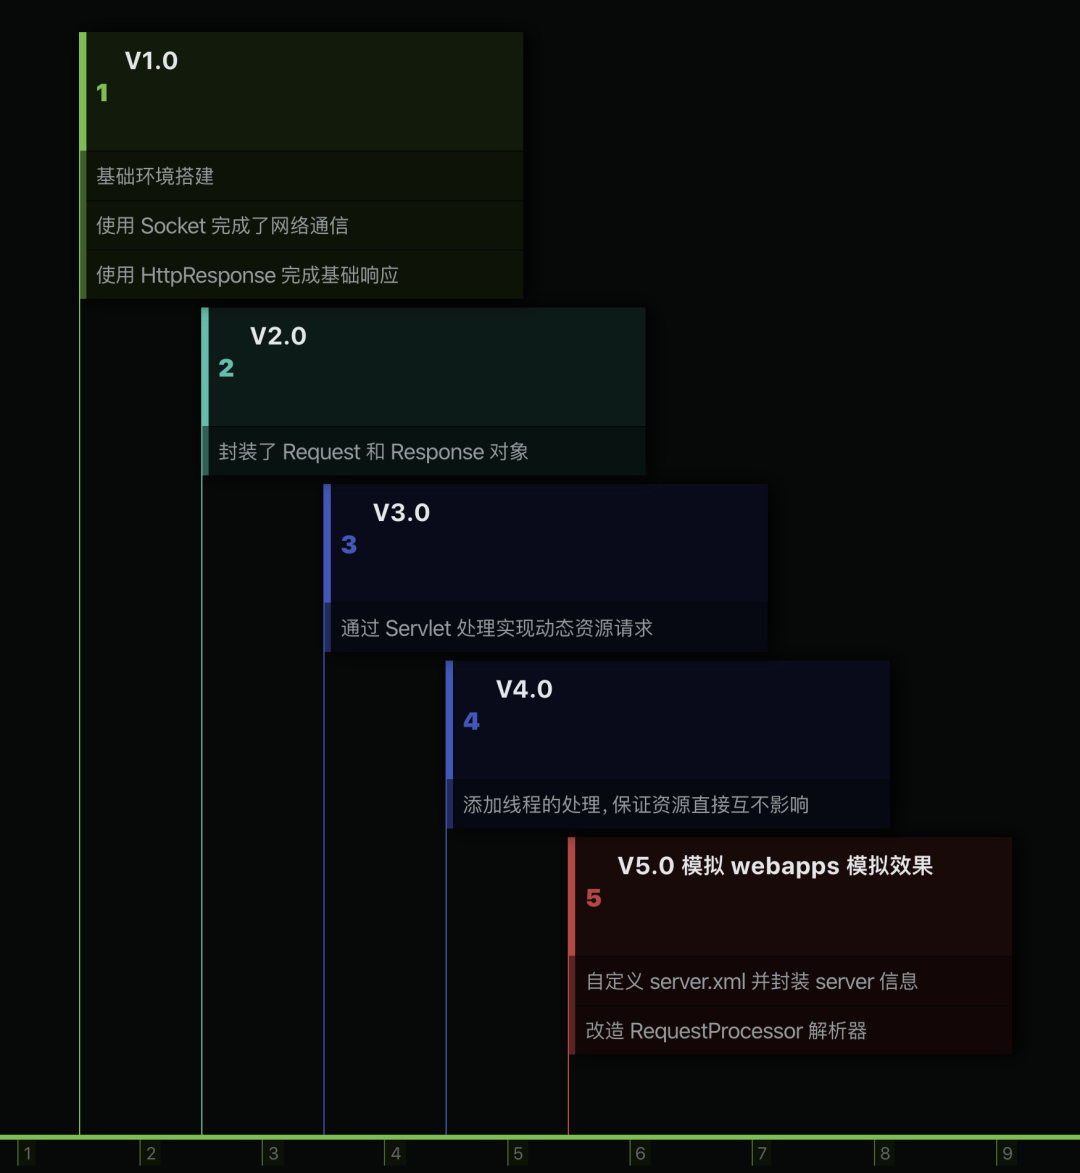 V1.0
1
基础环境搭建
使用 Socket 完成了网络通信
使用 HttpResponse 完成基础响应
V2.0
2
封装了 Request 和 Response 对象
V3.0
3
通过 Servlet 处理实现动态资源请求
V4.0
4
添加线程的处理, 保证资源直接互不影响
V5.0 模拟 webapps 模拟效果
5
自定义 server.xml 并封装 server 信息
改造 RequestProcessor 解析器
1 2 3 4 5 6 7 8 9